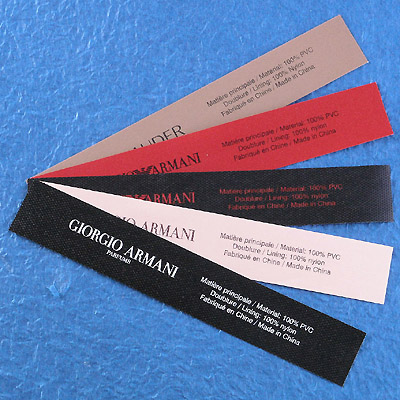 AUDER
Matière principale / Material: 100% PVC
Doublure / Lining: 100% Nylon
Fabriqué en Chine / Made in China
ARMANI
Matière principale / Material: 100% PVC
Doublure / Lining: 100% nylon
Fabriqué en Chine / Made in China
ARMANI
Matière principale / Material: 100% PVC
Doublure / Lining: 100% nylon
Fabriqué en Chine / Made in China
ARMANI
Matière principale / Material: 100% PVC
Doublure / Lining: 100% nylon
Fabriqué en Chine / Made in China
GIORGIO ARMANI
PARFUMS
Matière principale / Material: 100% PVC
Doublure / Lining: 100% nylon
Fabriqué en Chine / Made in China